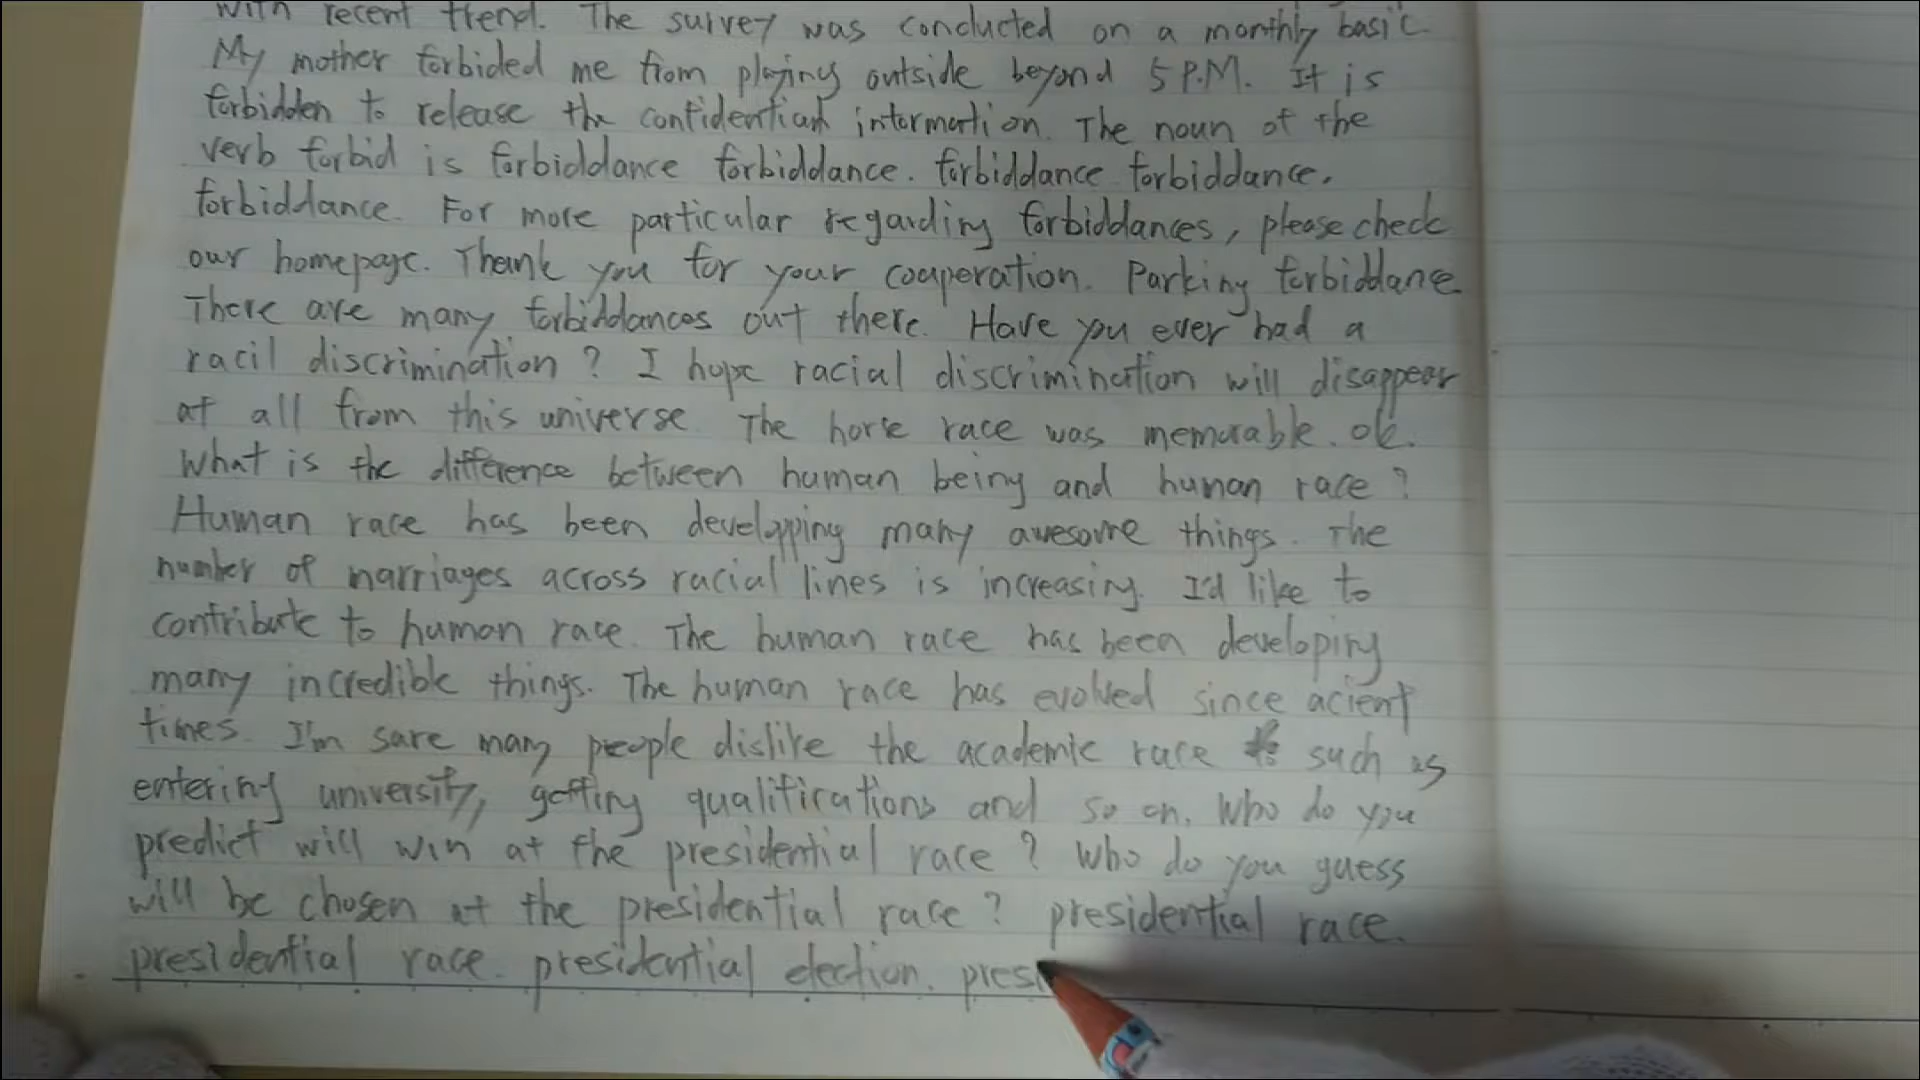 with recent trend. The survey was conducted on a monthly basic
My mother forbided me from playing outside beyond 5 P.M. It is
forbidden to release the confidential information. The noun of the
verb forbid is forbiddance forbiddance. forbiddance forbiddance.
forbiddance. For more particular regarding forbiddances, please check
our homepage. Thank you for your cooperation. Parking forbiddance
There are many forbiddances out there. Have you ever had a
racil discrimination? I hope racial discrimination will disappear
at all from this universe. The horse race was memorable. ok.
What is the difference between human being and human race?
Human race has been developping many awesome things. The
number of marriages across racial lines is increasing. I'd like to
contribute to human race. The human race has been developing
many incredible things. The human race has evolved since acient
times. I'm sure many people dislike the academic race such as
entering university, getting qualifications and so on. Who do you
predict will win at the presidential race? Who do you guess
will be chosen at the presidential race? presidential race.
presidential race. presidential election. presi